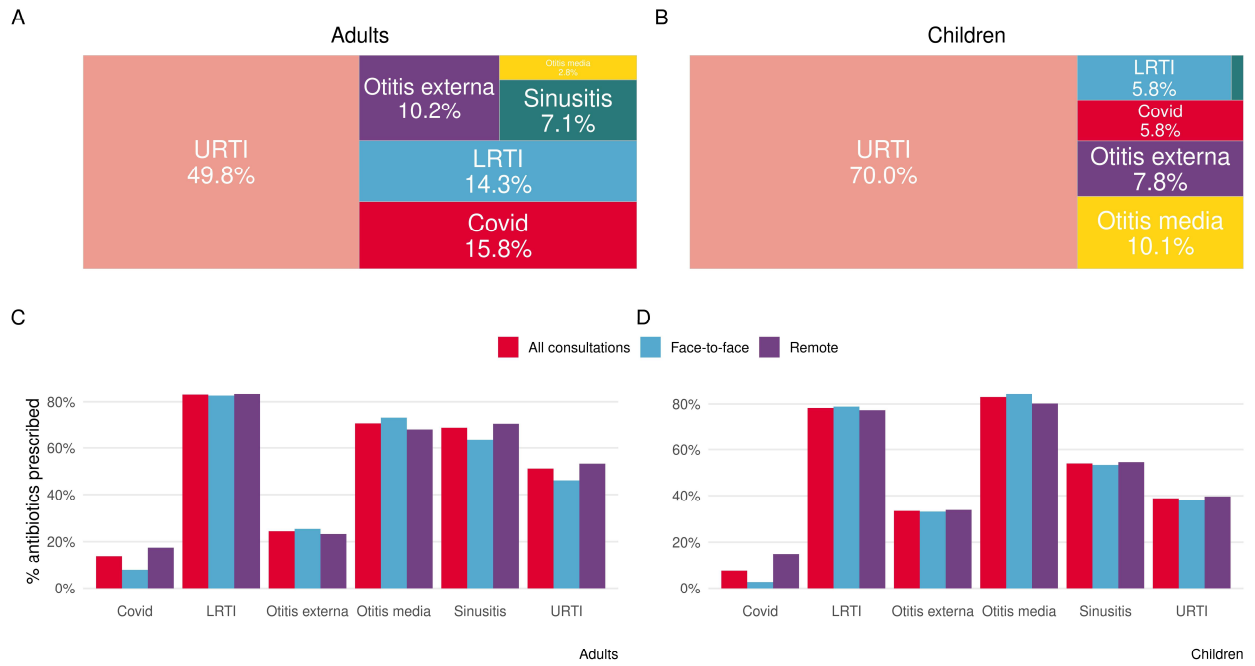 A
B
Adults
Children
URTI
49.8%
Otitis externa
10.2%
Otitis media
2.8%
Sinusitis
7.1%
LRTI
14.3%
Covid
15.8%
URTI
70.0%
LRTI
5.8%
Covid
5.8%
Otitis externa
7.8%
Otitis media
10.1%
C
D
All consultations Face-to-face Remote
% antibiotics prescribed
80%
60%
40%
20%
0%
Covid LRTI Otitis externa Otitis media Sinusitis URTI
Adults
80%
60%
40%
20%
0%
Covid LRTI Otitis externa Otitis media Sinusitis URTI
Children